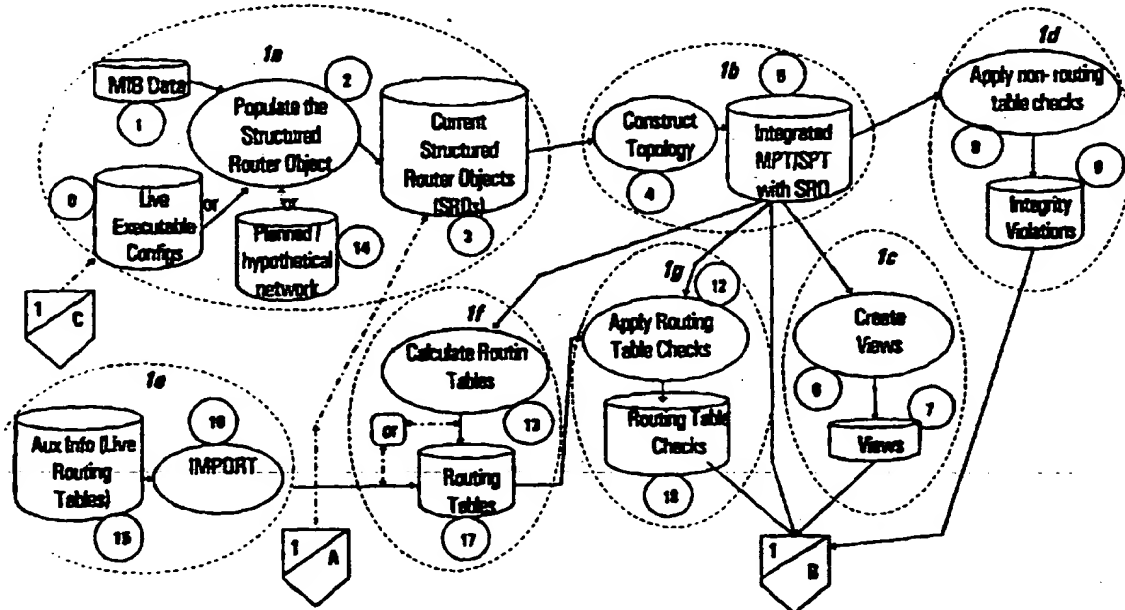 1a
MIB Data
1
2
Populate the
Structured
Router Object
0
Live
Executable
Configs
or
or
Planned /
hypothetical
network
14
Current
Structured
Router Objects
(SROx)
3
1
C
1b
Construct
Topology
4
5
Integrated
MPT/SPT
with SRO
1d
Apply non-routing
table checks
8
9
Integrity
Violations
1c
Create
Views
6
7
Views
1g
12
Apply Routing
Table Checks
Routing Table
Checks
18
1f
Calculate Routin
Tables
13
or
Routing
Tables
17
1e
16
Aux Info (Live
Routing
Tables)
15
IMPORT
1
A
1
B